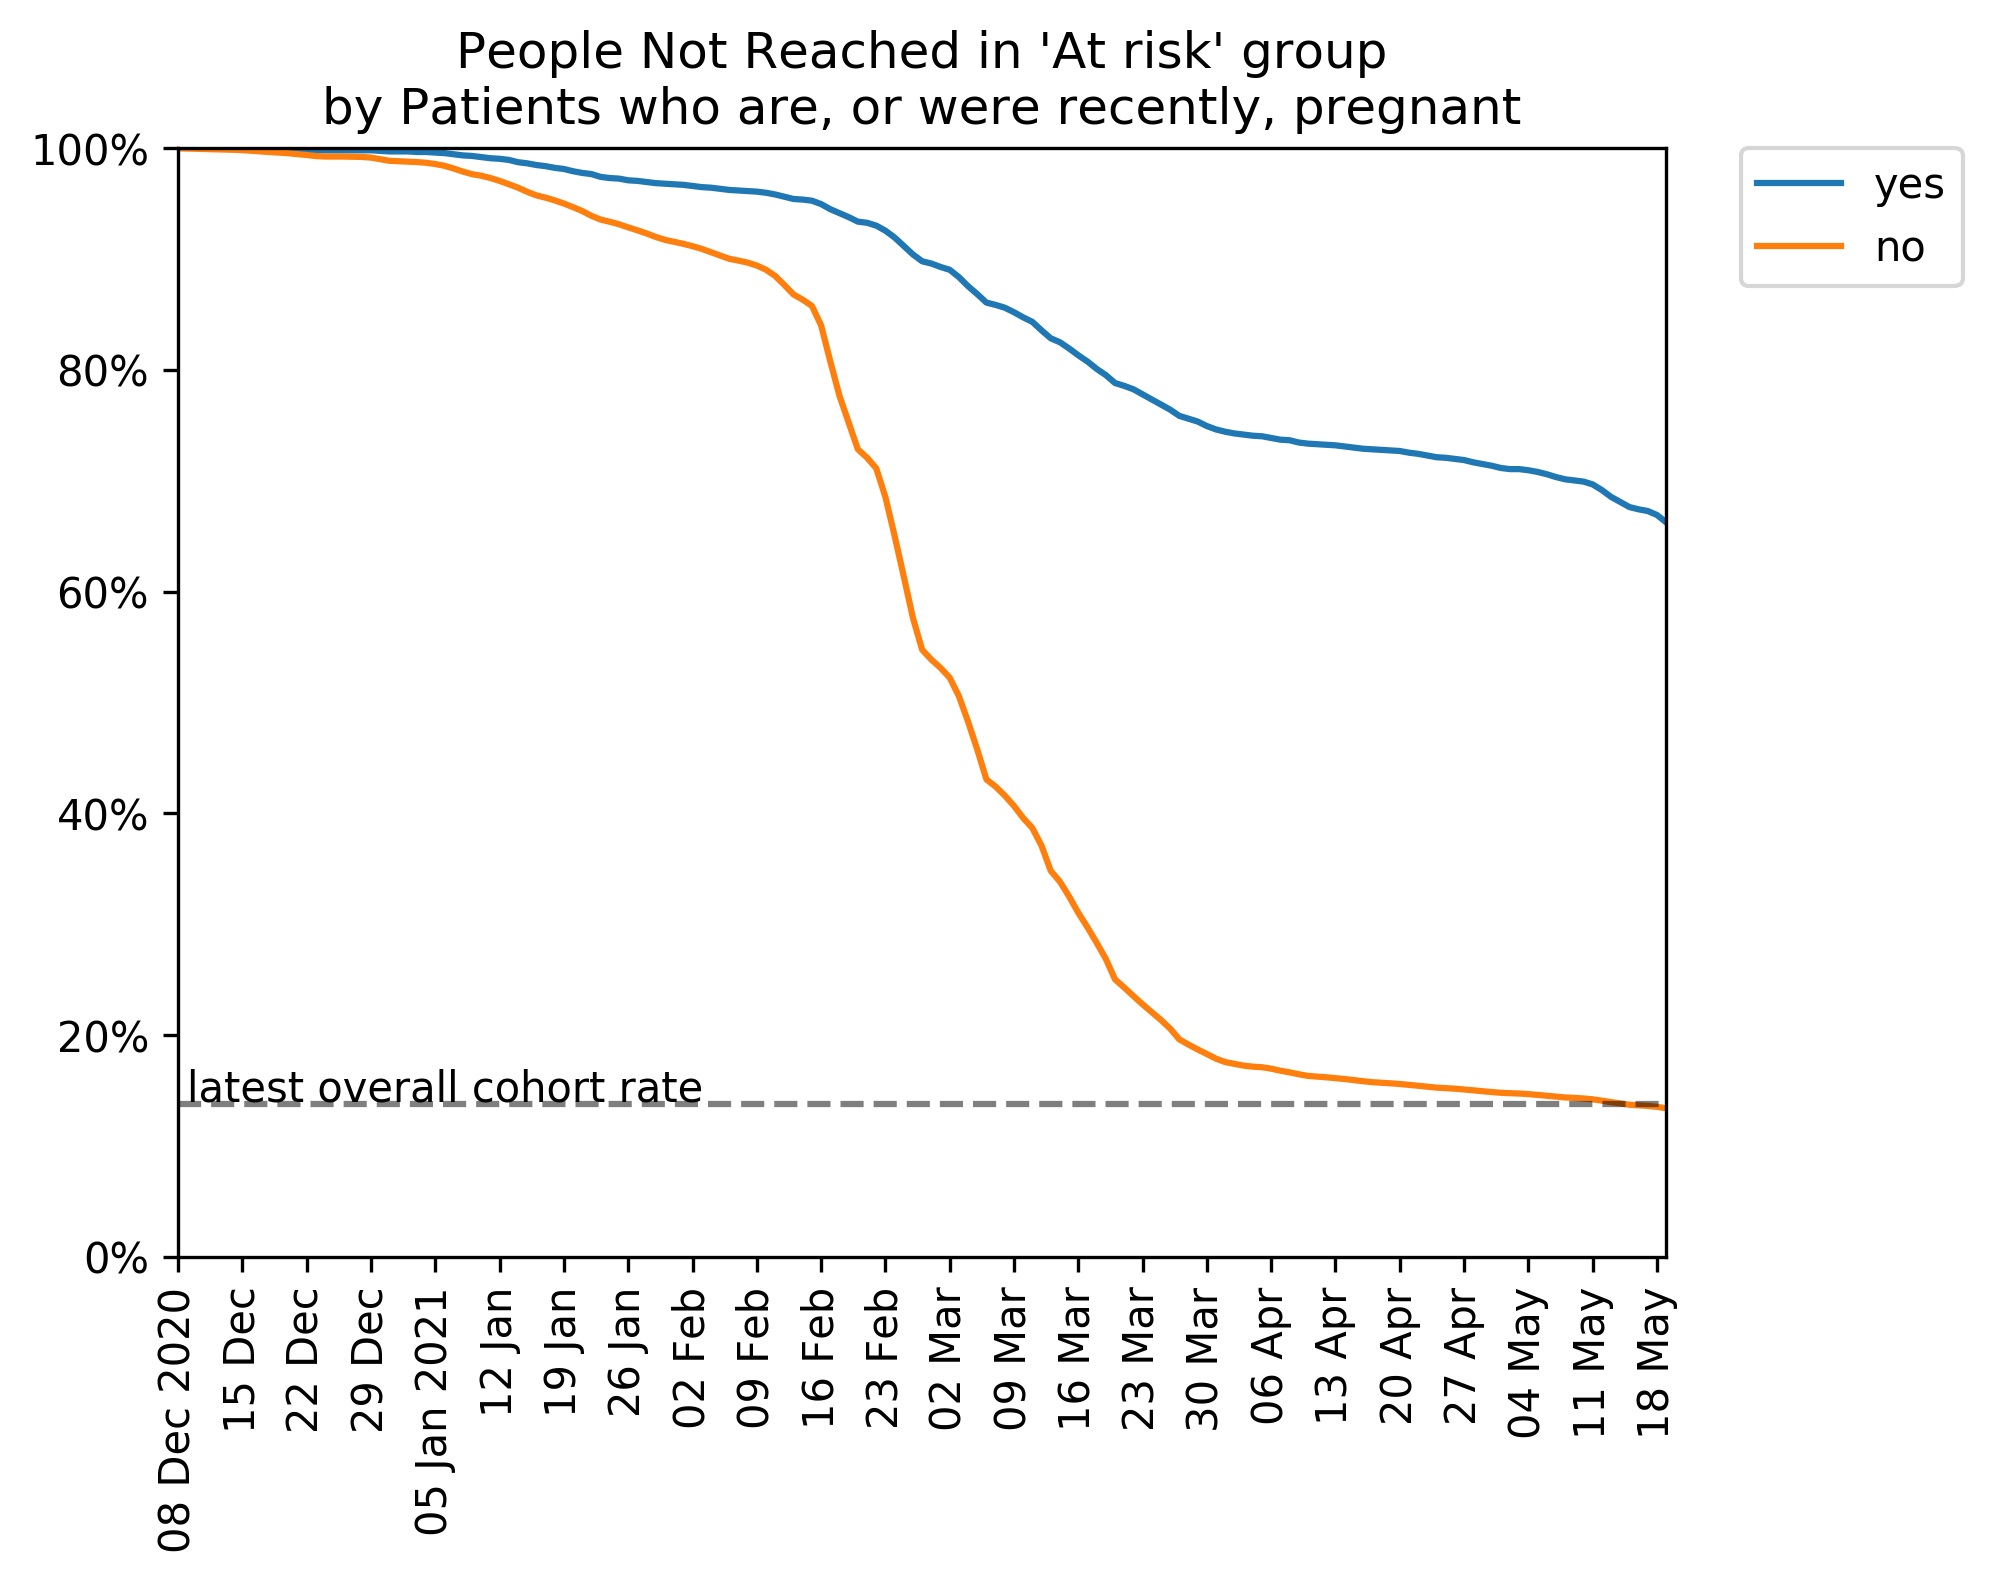 People Not Reached in 'At risk' group
by Patients who are, or were recently, pregnant
100%
80%
60%
40%
20%
0%
latest overall cohort rate
yes
no
08 Dec 2020
15 Dec
22 Dec
29 Dec
05 Jan 2021
12 Jan
19 Jan
26 Jan
02 Feb
09 Feb
16 Feb
23 Feb
02 Mar
09 Mar
16 Mar
23 Mar
30 Mar
06 Apr
13 Apr
20 Apr
27 Apr
04 May
11 May
18 May